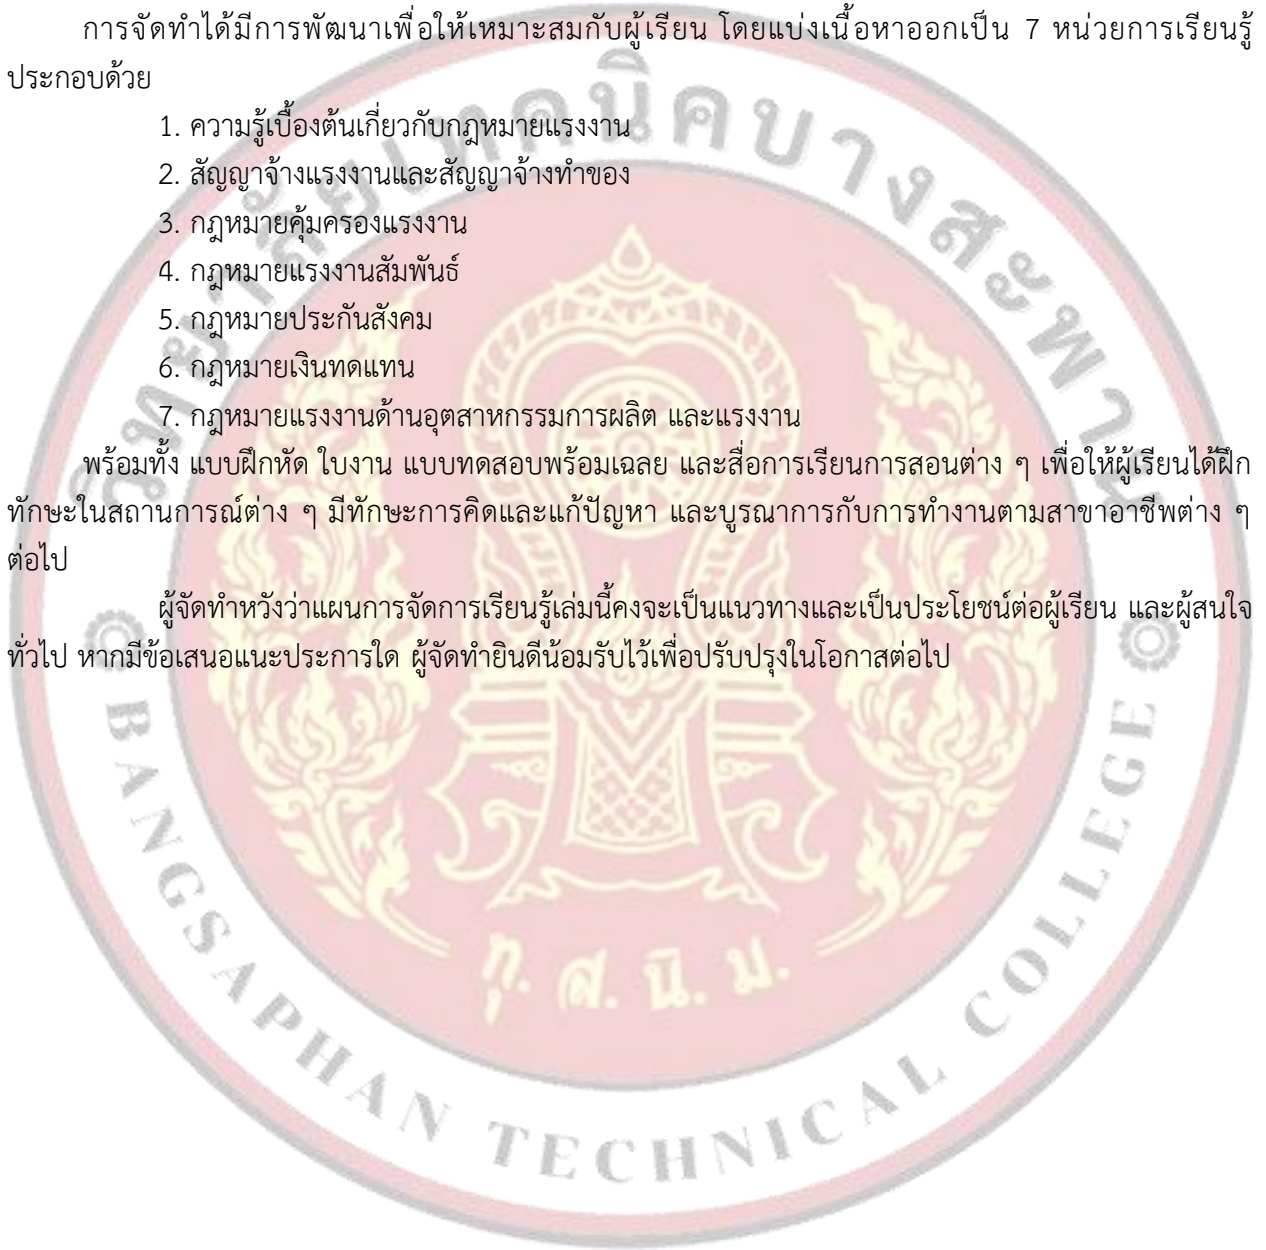 การจัดทำได้มีการพัฒนาเพื่อให้เหมาะสมกับผู้เรียน โดยแบ่งเนื้อหาออกเป็น 7 หน่วยการเรียนรู้
ประกอบด้วย
1. ความรู้เบื้องต้นเกี่ยวกับกฎหมายแรงงาน
2. สัญญาจ้างแรงงานและสัญญาจ้างทำของ
3. กฎหมายคุ้มครองแรงงาน
4. กฎหมายแรงงานสัมพันธ์
5. กฎหมายประกันสังคม
6. กฎหมายเงินทดแทน
7. กฎหมายแรงงานด้านอุตสาหกรรมการผลิต และแรงงาน
พร้อมทั้ง แบบฝึกหัด ใบงาน แบบทดสอบพร้อมเฉลย และสื่อการเรียนการสอนต่าง ๆ เพื่อให้ผู้เรียนได้ฝึก
ทักษะในสถานการณ์ต่าง ๆ มีทักษะการคิดและแก้ปัญหา และบูรณาการกับการทำงานตามสาขาอาชีพต่าง ๆ
ต่อไป
ผู้จัดทำหวังว่าแผนการจัดการเรียนรู้เล่มนี้คงจะเป็นแนวทางและเป็นประโยชน์ต่อผู้เรียน และผู้สนใจ
ทั่วไป หากมีข้อเสนอแนะประการใด ผู้จัดทำยินดีน้อมรับไว้เพื่อปรับปรุงในโอกาสต่อไป
วิทยาลัยเทคนิคบางสะพาน
ทุ. ส. นิ. ม.
BANGSAPHAN TECHNICAL COLLEGE